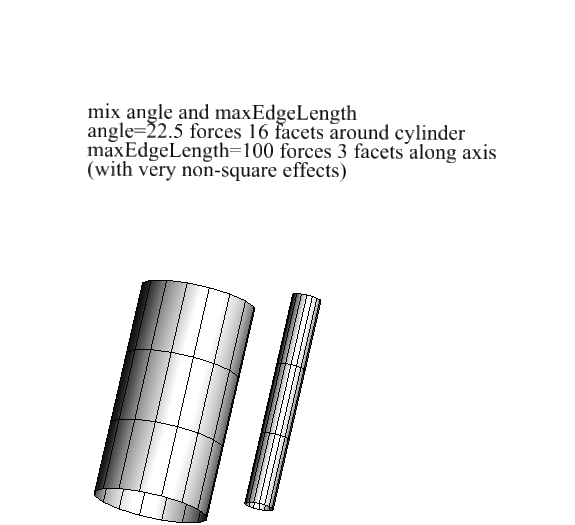 mix angle and maxEdgeLength
angle=22.5 forces 16 facets around cylinder
maxEdgeLength=100 forces 3 facets along axis
(with very non-square effects)